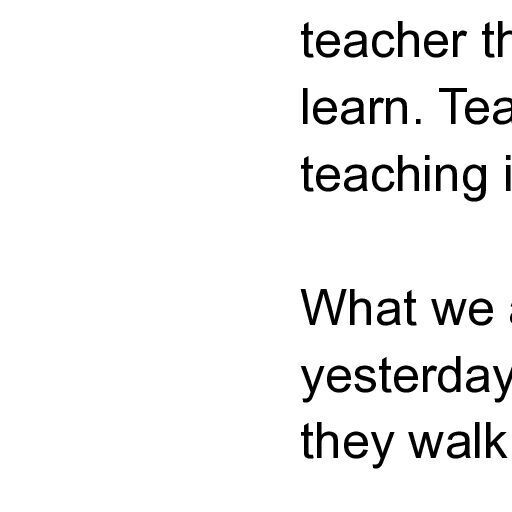 teacher th
learn. Tea
teaching i
What we a
yesterday
they walk